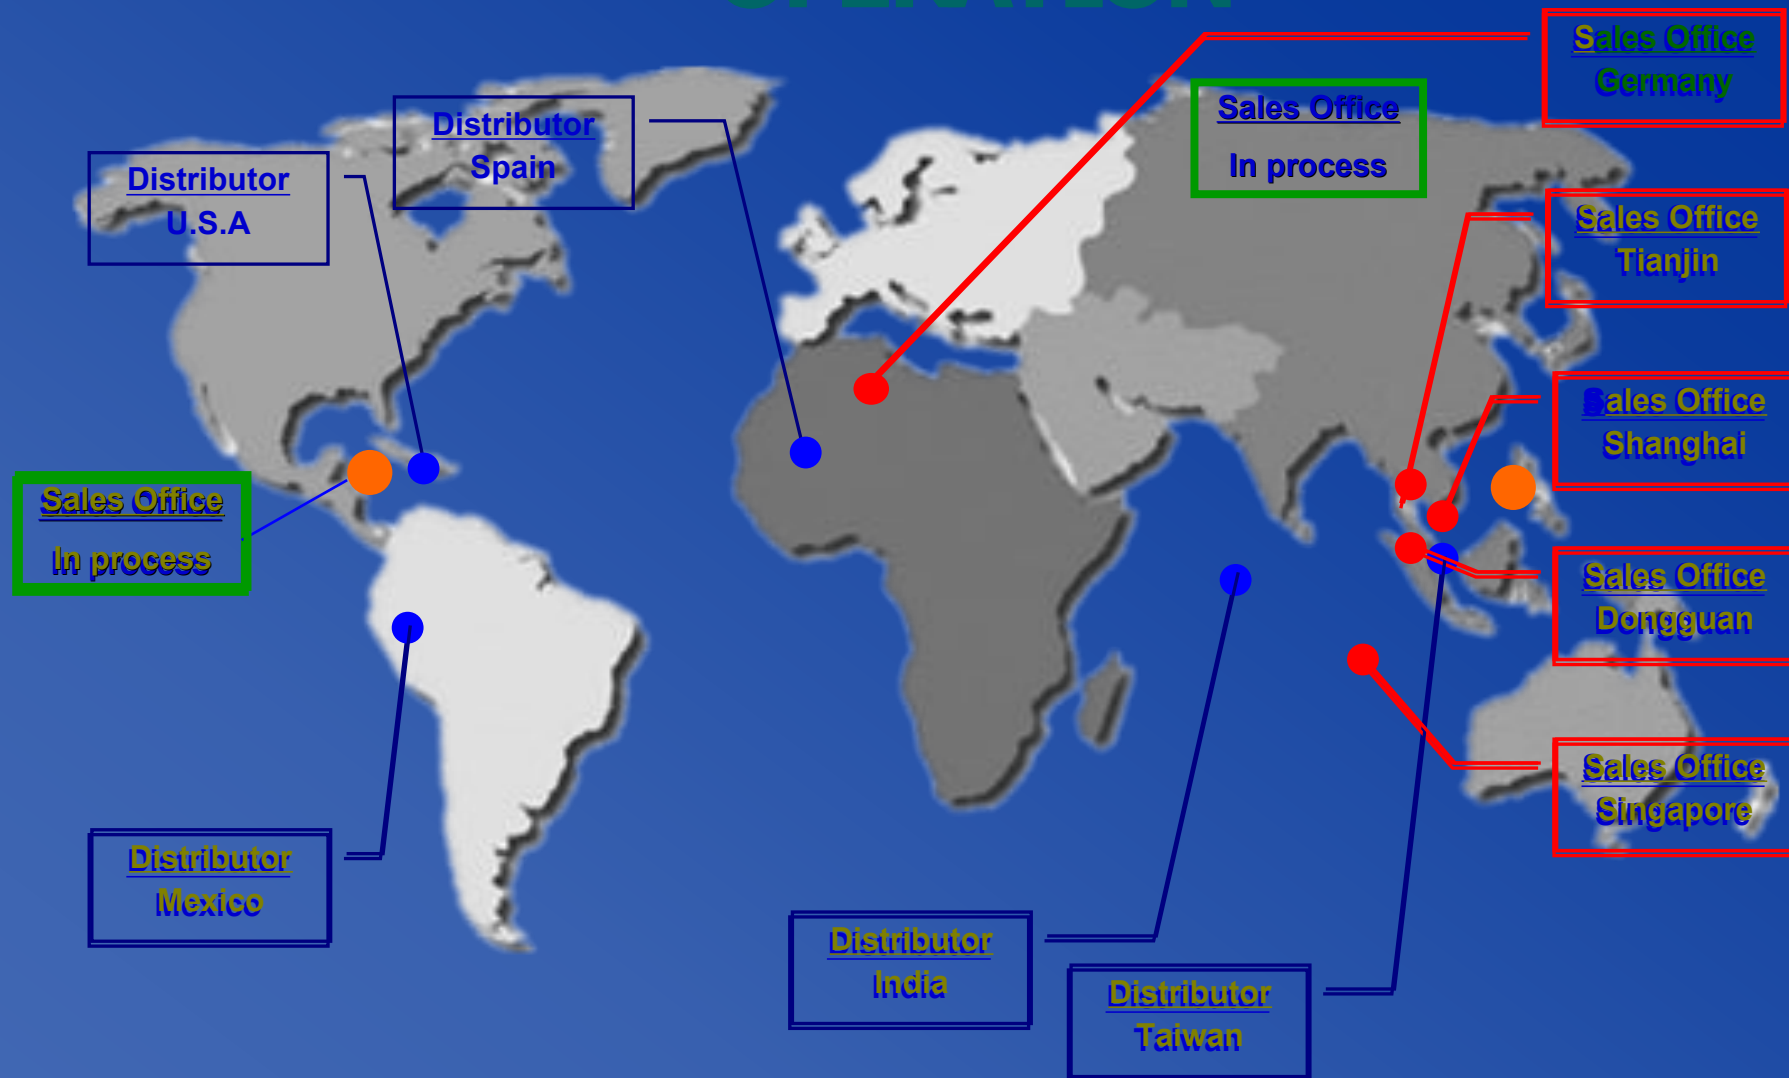 OPERATION
Sales Office
Germany
Sales Office
In process
Distributor
Spain
Distributor
U.S.A
Sales Office
Tianjin
Sales Office
Shanghai
Sales Office
In process
Sales Office
Dongguan
Sales Office
Singapore
Distributor
Mexico
Distributor
India
Distributor
Taiwan